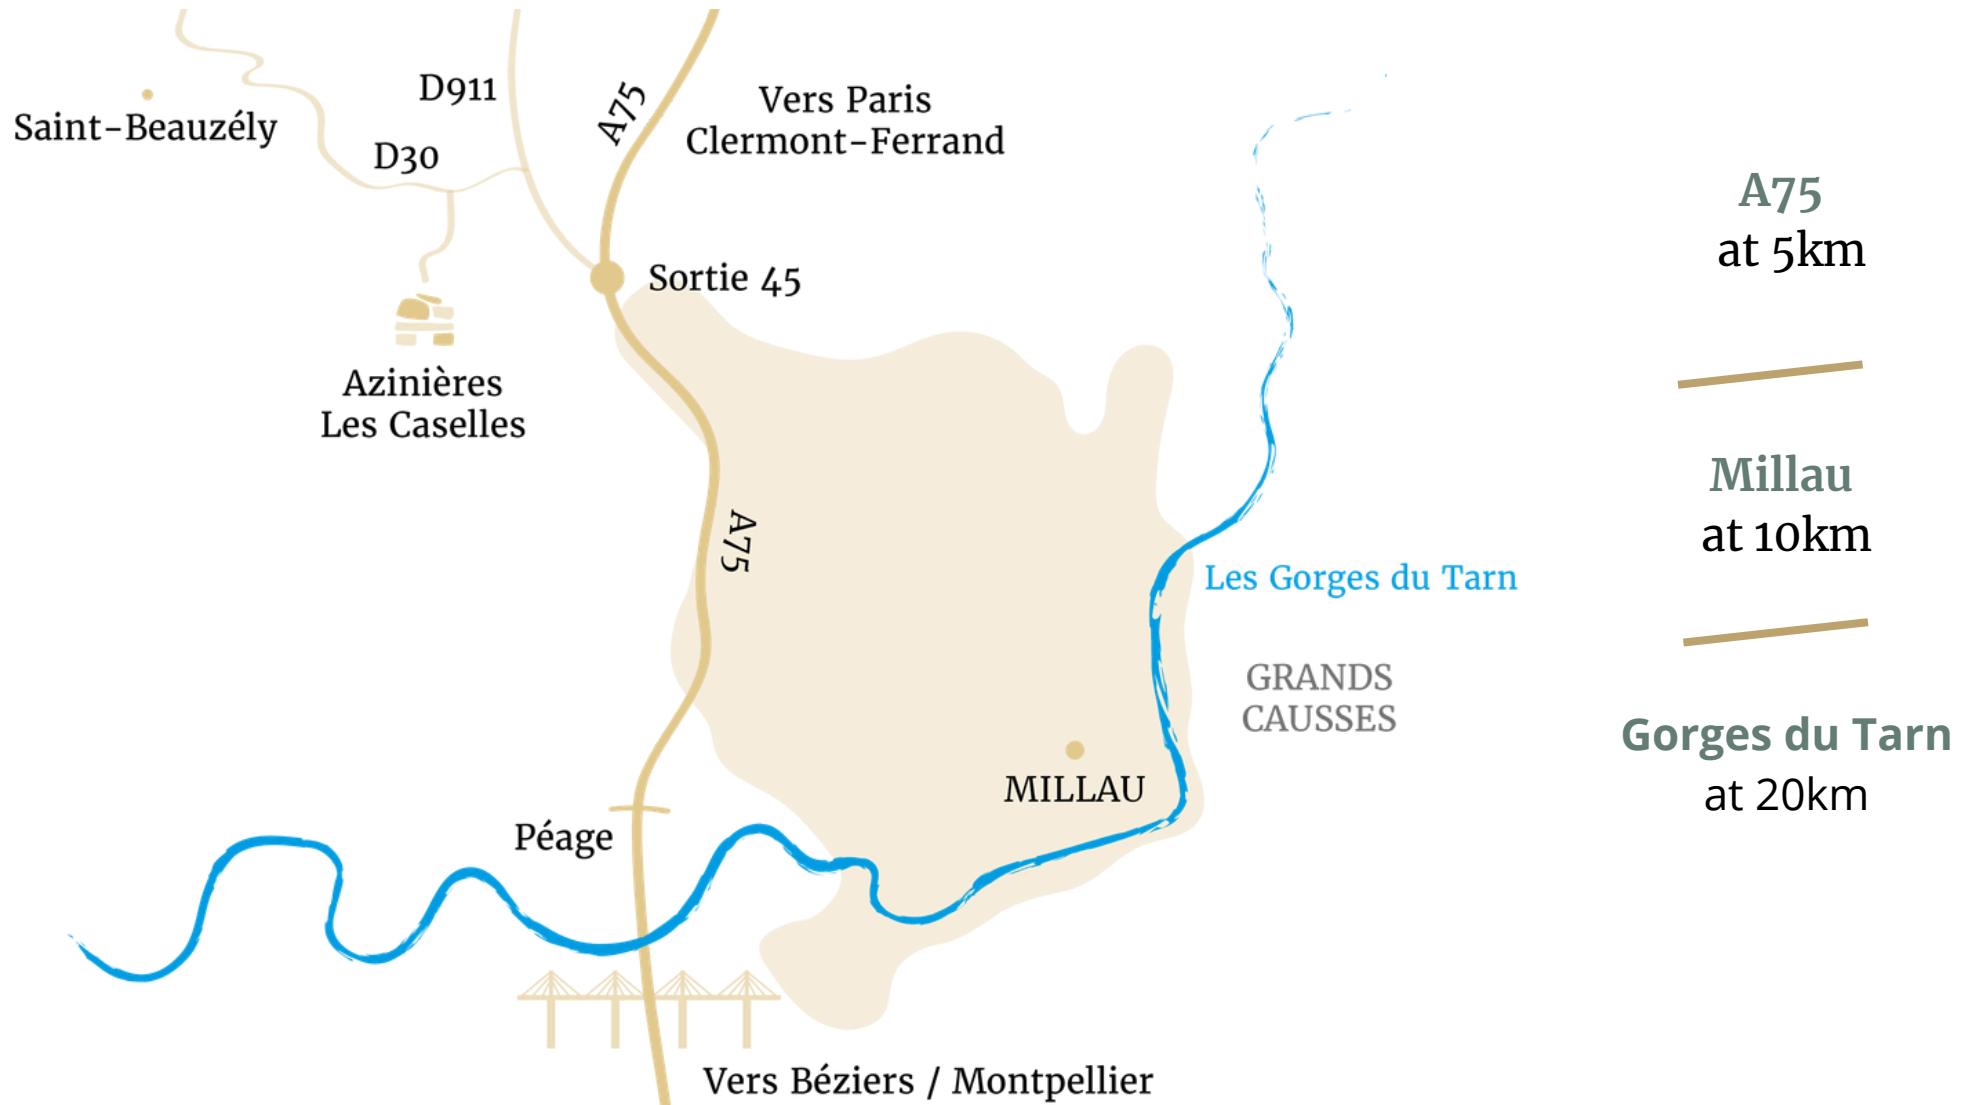 D911
A75
Vers Paris
Clermont-Ferrand
Saint-Beauzély
D30
Sortie 45
Azinières
Les Caselles
A75
Les Gorges du Tarn
GRANDS
CAUSSES
MILLAU
Péage
Vers Béziers / Montpellier
A75
at 5km
Millau
at 10km
Gorges du Tarn
at 20km